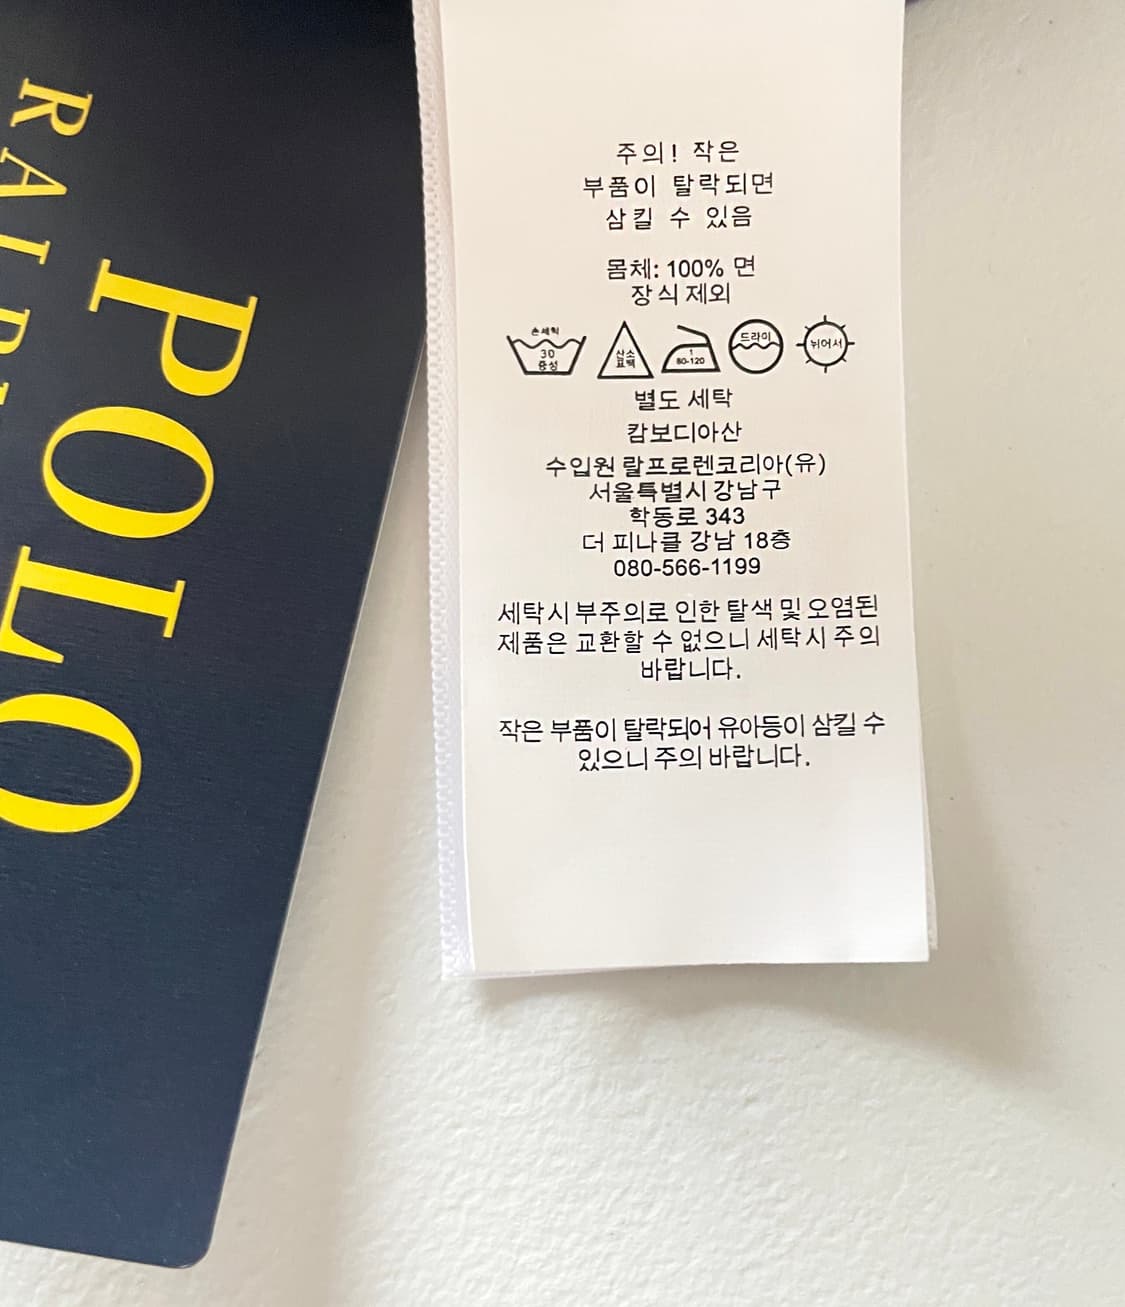 RALPH
POLO
주의! 작은
부품이 탈락되면
삼킬 수 있음
몸체: 100% 면
장식 제외
손세탁
30
중성
산소
표백
1
80-120
드라이
뉘어서
별도 세탁
캄보디아산
수입원 랄프로렌코리아(유)
서울특별시 강남구
학동로 343
더 피나클 강남 18층
080-566-1199
세탁시 부주의로 인한 탈색 및 오염된
제품은 교환할 수 없으니 세탁시 주의
바랍니다.
작은 부품이 탈락되어 유아등이 삼킬 수
있으니 주의 바랍니다.